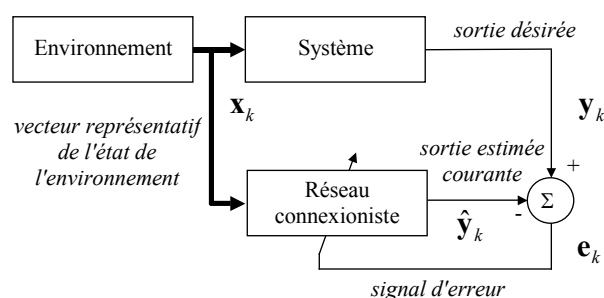 Environnement
Système
sortie désirée
x_k
y_k
vecteur représentatif
de l'état de
l'environnement
sortie estimée
courante
+
Réseau
connexioniste
Σ
-
ŷ_k
e_k
signal d'erreur